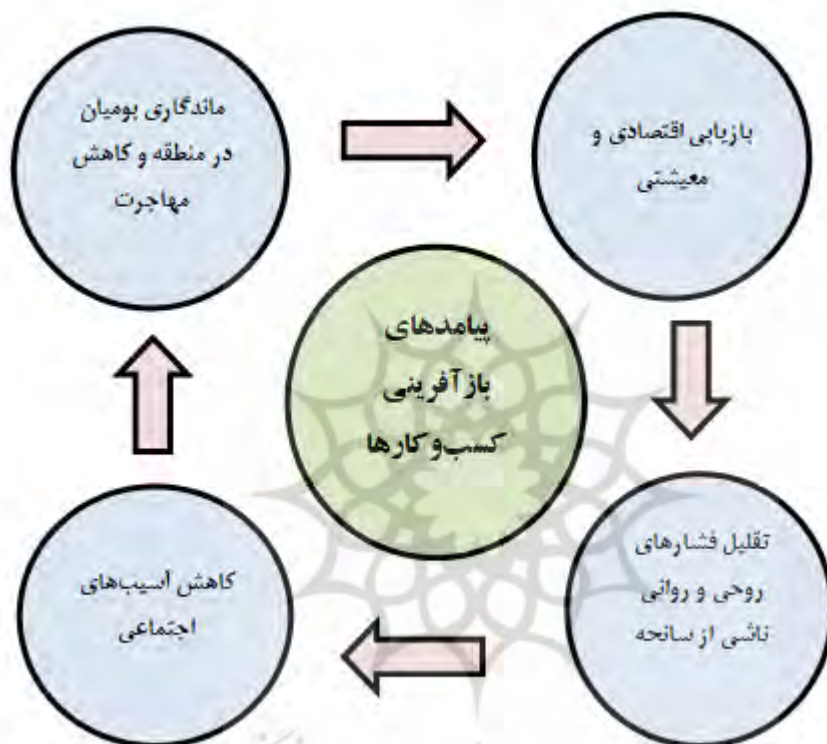 ماندگاری بومیان
در منطقه و کاهش
مهاجرت
بازیابی اقتصادی و
معیشتی
پیامدهای
بازآفرینی
کسب‌وکارها
کاهش آسیب‌های
اجتماعی
تقلیل فشارهای
روحی و روانی
ناشی از سانحه